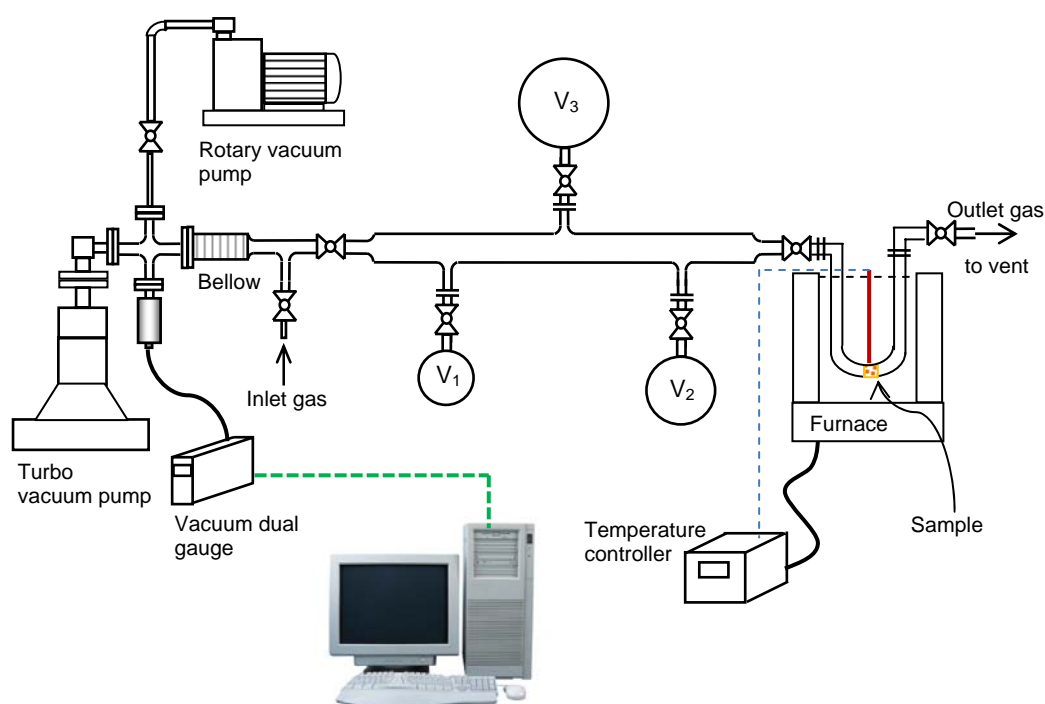 V₃
Rotary vacuum
pump
Outlet gas
to vent
Bellow
V₁
V₂
Inlet gas
Furnace
Turbo
vacuum pump
Vacuum dual
gauge
Temperature
controller
Sample